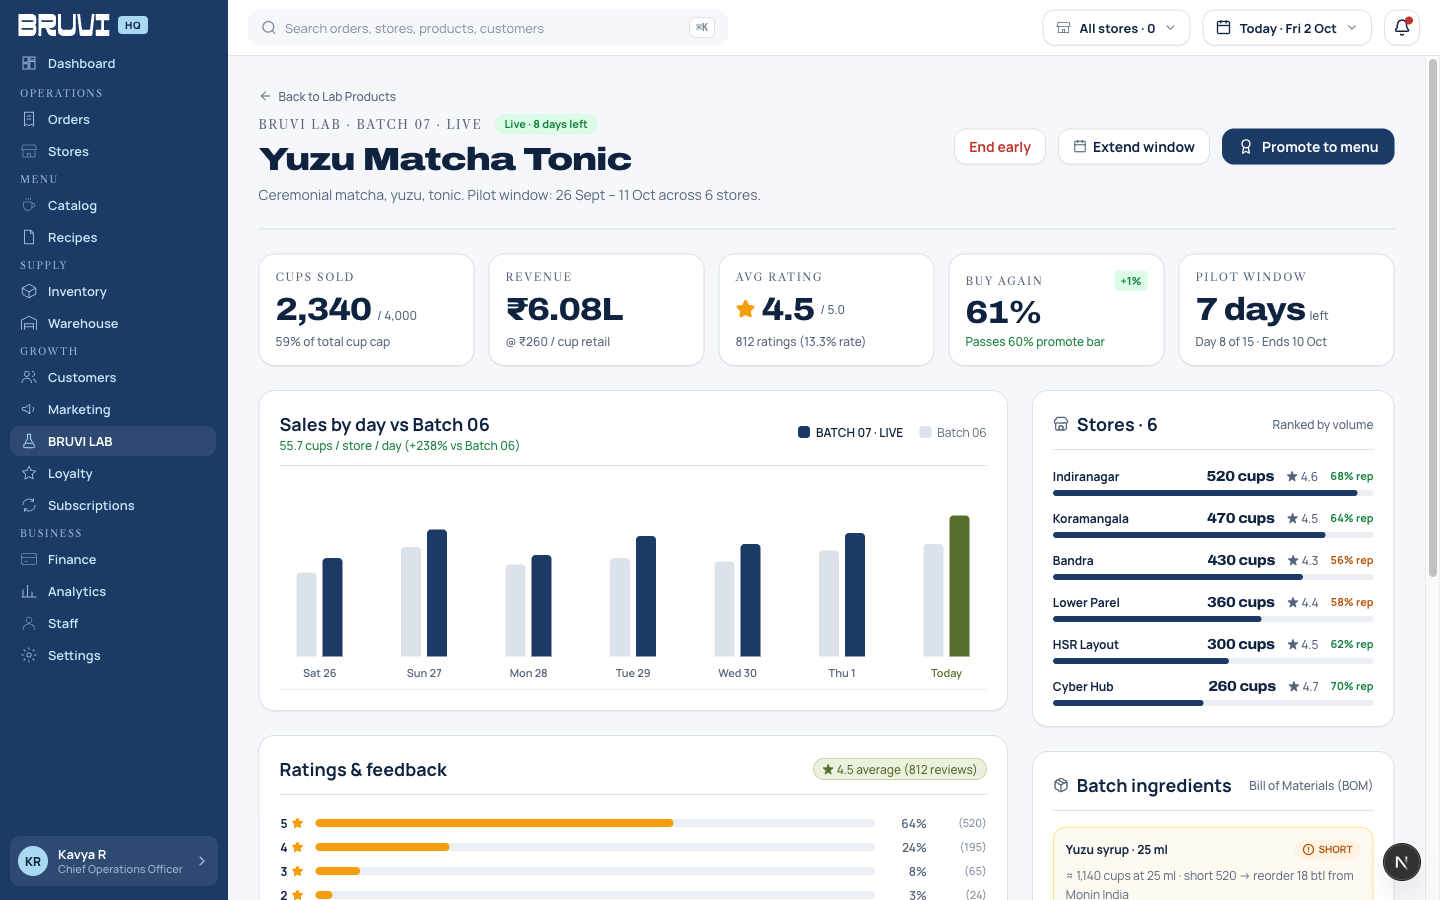 BRUVI HQ
Search orders, stores, products, customers
⌘K
All stores · 0
Today · Fri 2 Oct
Dashboard
OPERATIONS
Orders
Stores
MENU
Catalog
Recipes
SUPPLY
Inventory
Warehouse
GROWTH
Customers
Marketing
BRUVI LAB
Loyalty
Subscriptions
BUSINESS
Finance
Analytics
Staff
Settings
KR
Kavya R
Chief Operations Officer
Back to Lab Products
BRUVI LAB · BATCH 07 · LIVE
Live · 8 days left
Yuzu Matcha Tonic
Ceremonial matcha, yuzu, tonic. Pilot window: 26 Sept – 11 Oct across 6 stores.
End early
Extend window
Promote to menu
CUPS SOLD
2,340 / 4,000
59% of total cup cap
REVENUE
₹6.08L
@ ₹260 / cup retail
AVG RATING
4.5 / 5.0
812 ratings (13.3% rate)
BUY AGAIN
+1%
61%
Passes 60% promote bar
PILOT WINDOW
7 days left
Day 8 of 15 · Ends 10 Oct
Sales by day vs Batch 06
55.7 cups / store / day (+238% vs Batch 06)
BATCH 07 · LIVE
Batch 06
Sat 26
Sun 27
Mon 28
Tue 29
Wed 30
Thu 1
Today
Stores · 6
Ranked by volume
Indiranagar 520 cups ★ 4.6 68% rep
Koramangala 470 cups ★ 4.5 64% rep
Bandra 430 cups ★ 4.3 56% rep
Lower Parel 360 cups ★ 4.4 58% rep
HSR Layout 300 cups ★ 4.5 62% rep
Cyber Hub 260 cups ★ 4.7 70% rep
Ratings & feedback
★ 4.5 average (812 reviews)
5 ★ 64% (520)
4 ★ 24% (195)
3 ★ 8% (65)
2 ★ 3% (24)
Batch ingredients
Bill of Materials (BOM)
Yuzu syrup · 25 ml
SHORT
≈ 1,140 cups at 25 ml · short 520 → reorder 18 btl from
Monin India
N